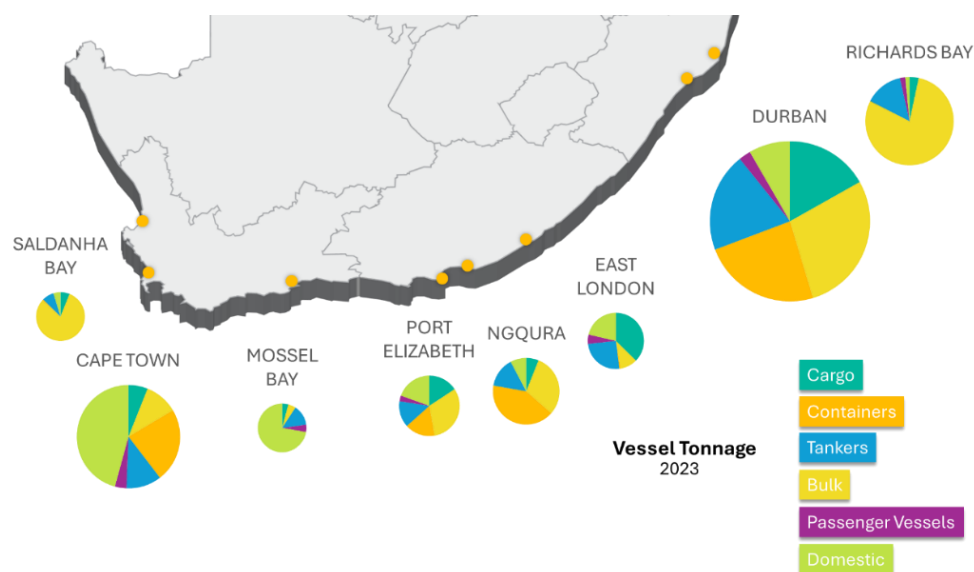 RICHARDS BAY
DURBAN
SALDANHA
BAY
CAPE TOWN
MOSSEL
BAY
PORT
ELIZABETH
NGQURA
EAST
LONDON
Vessel Tonnage
2023
Cargo
Containers
Tankers
Bulk
Passenger Vessels
Domestic